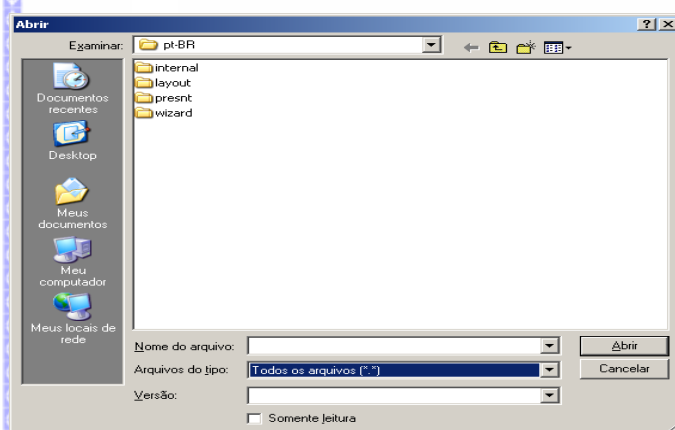 Abrir
Examinar: pt-BR
internal
layout
presnt
wizard
Documentos
recentes
Desktop
Meus
documentos
Meu
computador
Meus locais de
rede
Nome do arquivo:
Abrir
Arquivos do tipo: Todos os arquivos (*.*)
Cancelar
Versão:
Somente leitura